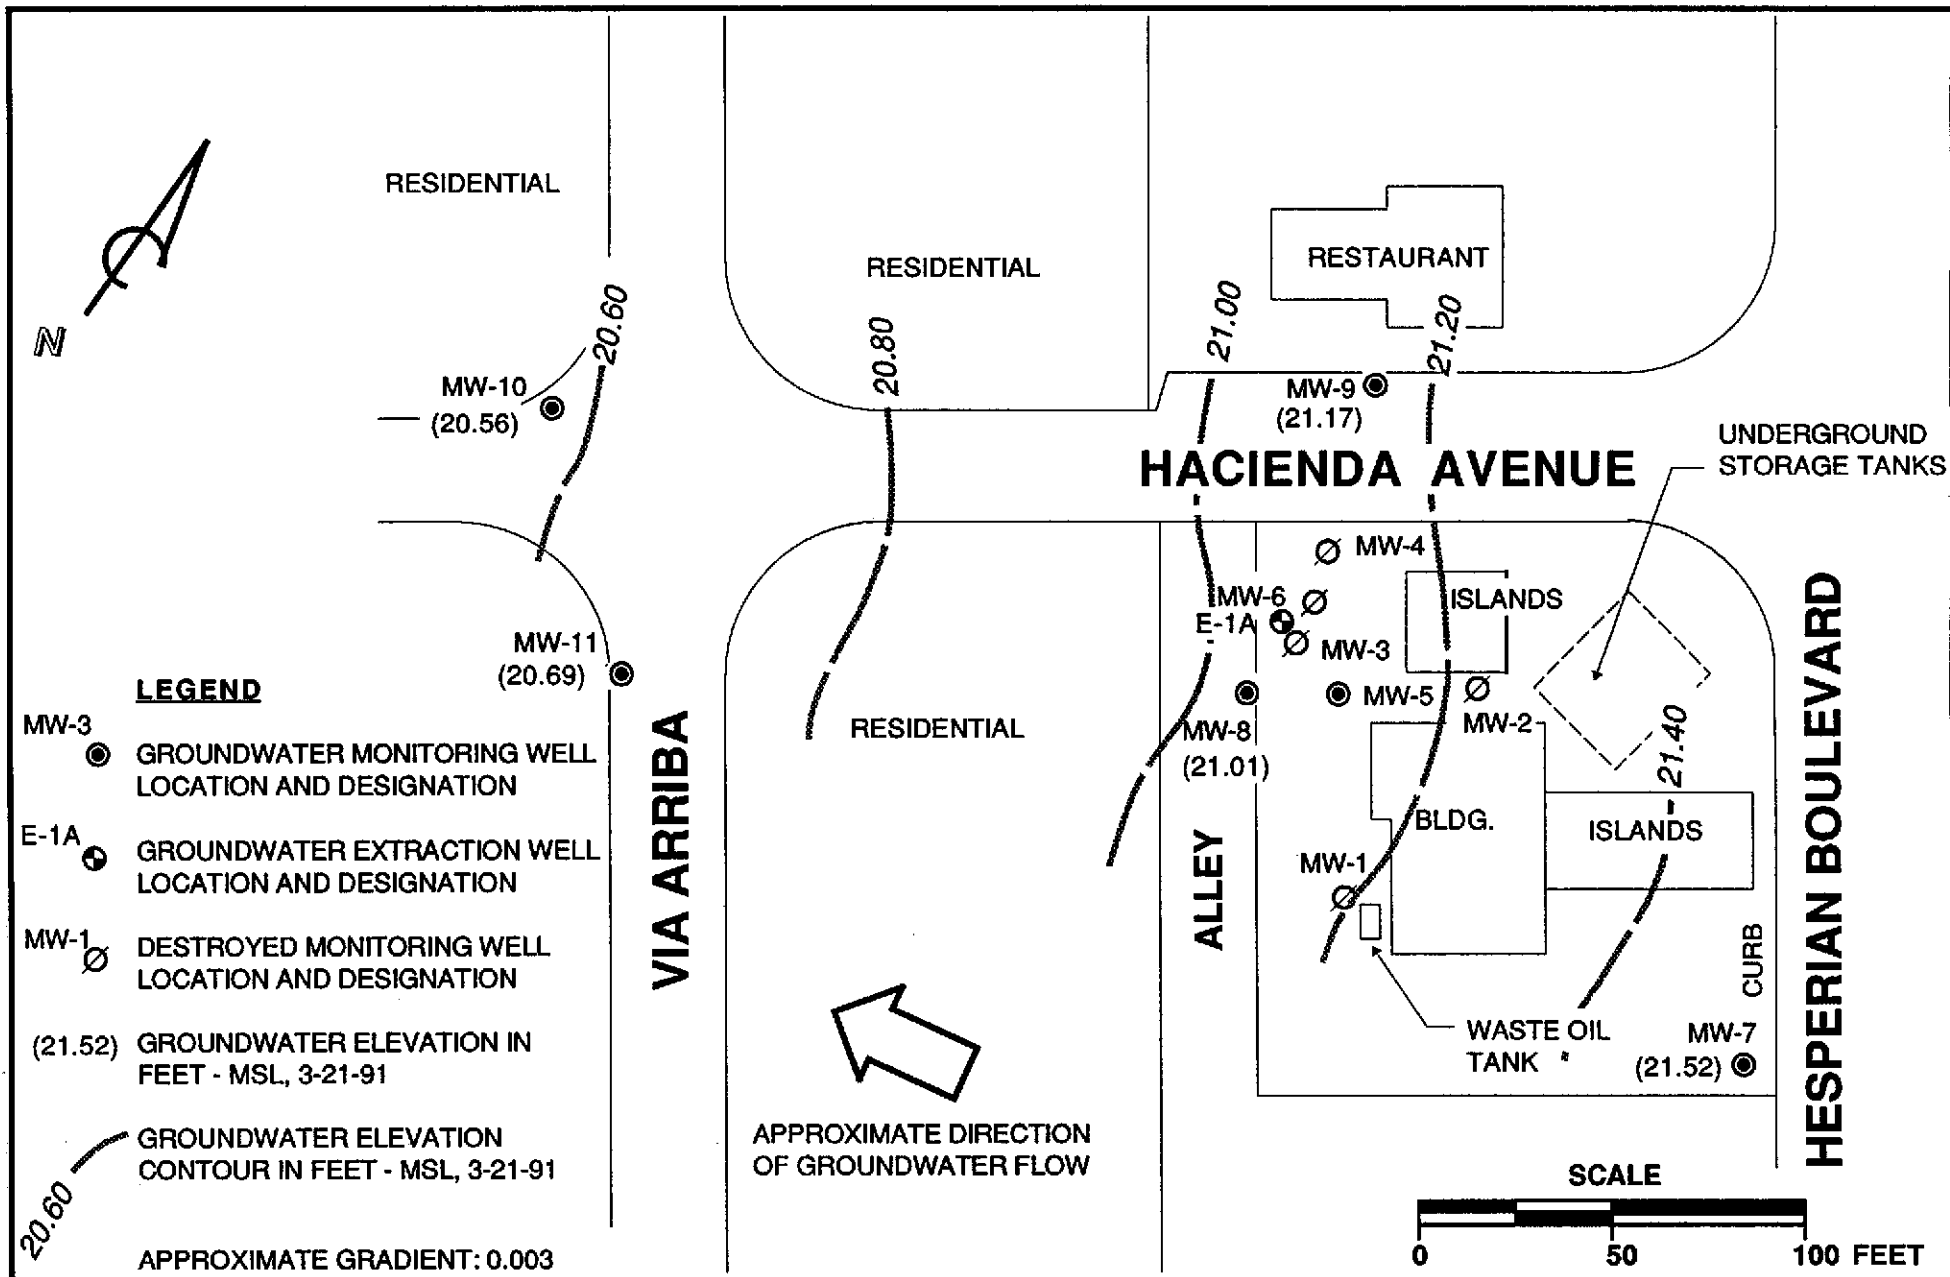 RESIDENTIAL
RESIDENTIAL
RESTAURANT
N
20.60
20.80
21.00
21.20
MW-10
(20.56)
MW-9
(21.17)
HACIENDA AVENUE
UNDERGROUND
STORAGE TANKS
MW-4
MW-6
E-1A
ISLANDS
MW-3
MW-11
(20.69)
MW-5
MW-2
MW-8
(21.01)
RESIDENTIAL
21.40
BLDG.
ISLANDS
MW-1
VIA ARRIBA
ALLEY
CURB
HESPERIAN BOULEVARD
WASTE OIL
TANK
MW-7
(21.52)
APPROXIMATE DIRECTION
OF GROUNDWATER FLOW
LEGEND
MW-3
GROUNDWATER MONITORING WELL
LOCATION AND DESIGNATION
E-1A
GROUNDWATER EXTRACTION WELL
LOCATION AND DESIGNATION
MW-1
DESTROYED MONITORING WELL
LOCATION AND DESIGNATION
(21.52)
GROUNDWATER ELEVATION IN
FEET - MSL, 3-21-91
20.60
GROUNDWATER ELEVATION
CONTOUR IN FEET - MSL, 3-21-91
APPROXIMATE GRADIENT: 0.003
SCALE
0 50 100 FEET